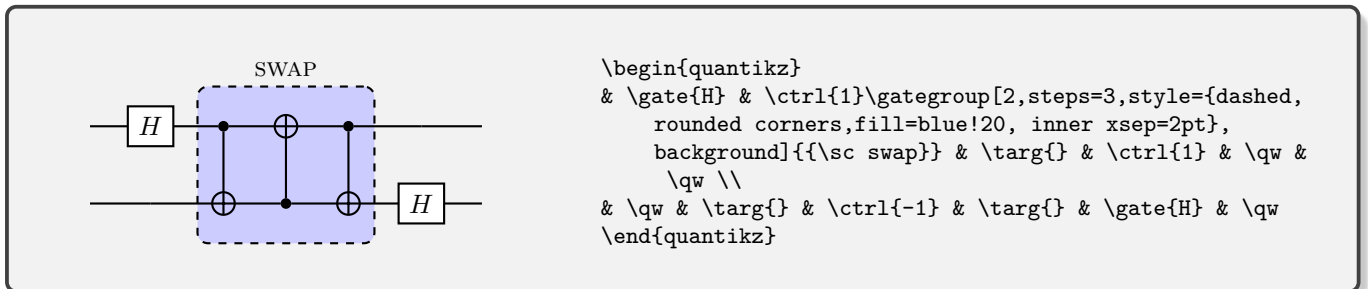 SWAP
H
H
\begin{quantikz}
& \gate{H} & \ctrl{1}\gategroup[2,steps=3,style={dashed,
rounded corners,fill=blue!20, inner xsep=2pt},
background]{{\sc swap}} & \targ{} & \ctrl{1} & \qw &
\qw \\
& \qw & \targ{} & \ctrl{-1} & \targ{} & \gate{H} & \qw
\end{quantikz}